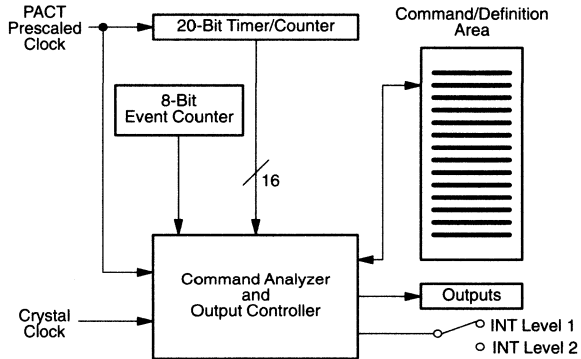 PACT
Prescaled
Clock
20-Bit Timer/Counter
Command/Definition
Area
8-Bit
Event Counter
16
Command Analyzer
and
Output Controller
Crystal
Clock
Outputs
INT Level 1
INT Level 2